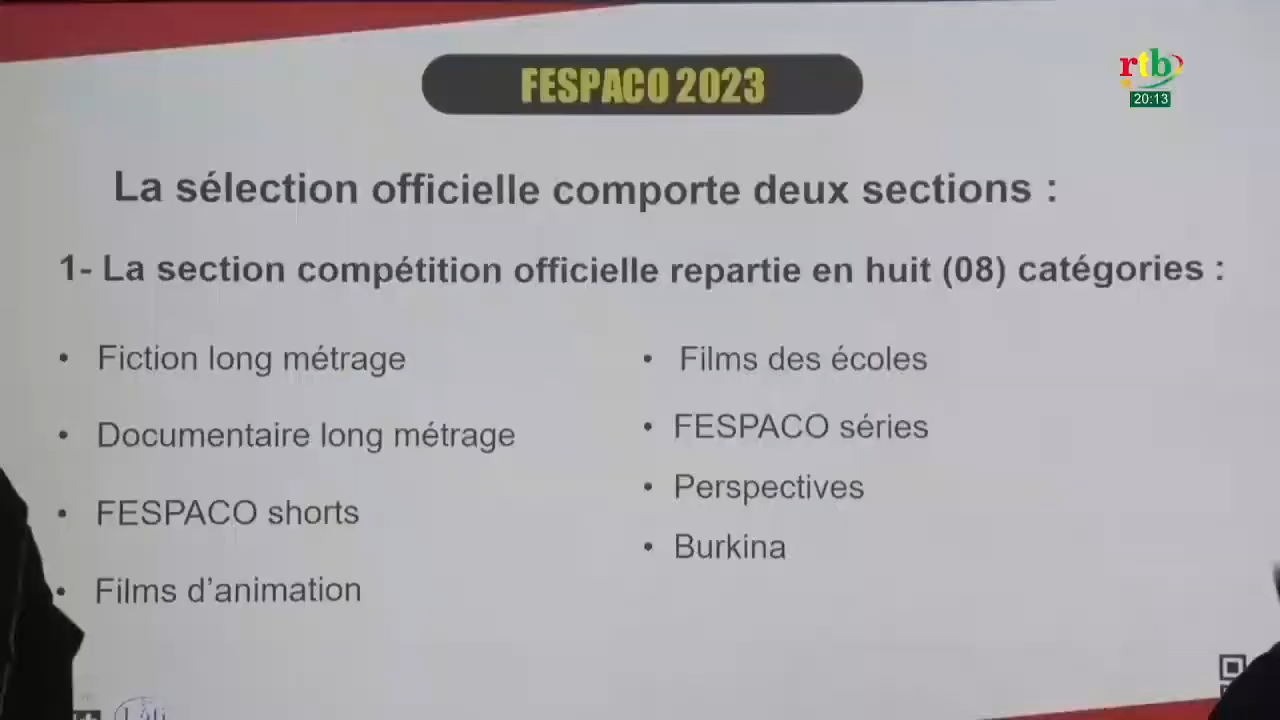 FESPACO 2023
rtb
20:13
La sélection officielle comporte deux sections :
1- La section compétition officielle repartie en huit (08) catégories :
• Fiction long métrage
• Documentaire long métrage
• FESPACO shorts
• Films d’animation
• Films des écoles
• FESPACO séries
• Perspectives
• Burkina